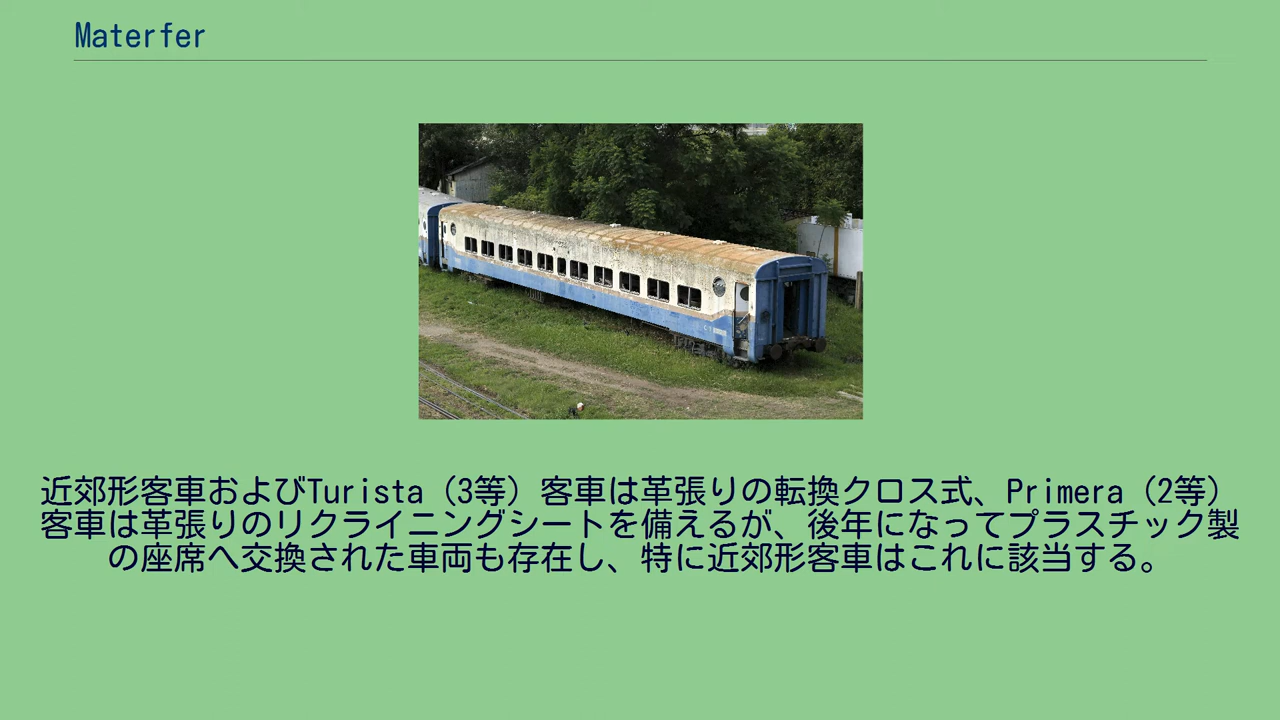 Materfer
近郊形客車およびTurista（3等）客車は革張りの転換クロス式、Primera（2等）
客車は革張りのリクライニングシートを備えるが、後年になってプラスチック製
の座席へ交換された車両も存在し、特に近郊形客車はこれに該当する。